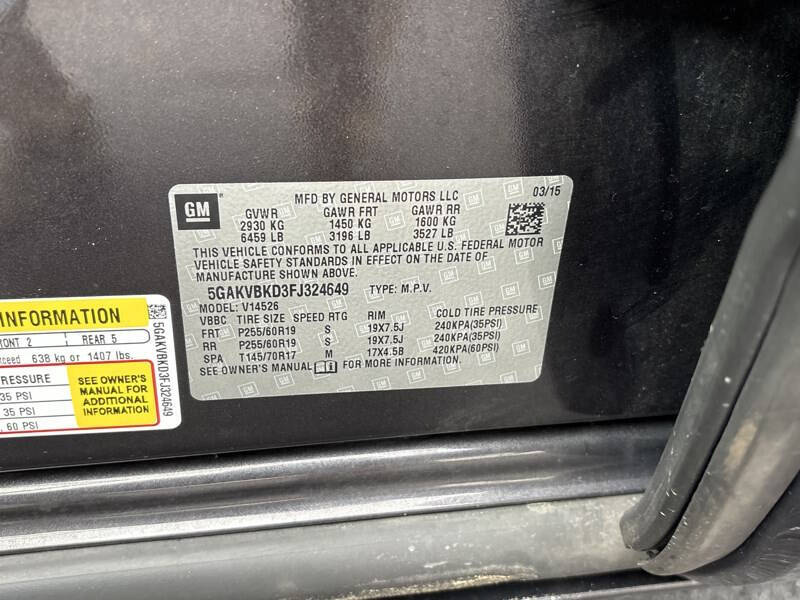 GM
MFD BY GENERAL MOTORS LLC 03/15
GVWR GAWR FRT GAWR RR
2930 KG 1450 KG 1600 KG
6459 LB 3196 LB 3527 LB
THIS VEHICLE CONFORMS TO ALL APPLICABLE U.S. FEDERAL MOTOR
VEHICLE SAFETY STANDARDS IN EFFECT ON THE DATE OF
MANUFACTURE SHOWN ABOVE.
5GAKVBKD3FJ324649 TYPE: M.P.V.
MODEL: V14526
VBBC TIRE SIZE SPEED RTG RIM COLD TIRE PRESSURE
FRT P255/60R19 S 19X7.5J 240KPA(35PSI)
RR P255/60R19 S 19X7.5J 240KPA(35PSI)
SPA T145/70R17 M 17X4.5B 420KPA(60PSI)
SEE OWNER'S MANUAL FOR MORE INFORMATION.
INFORMATION
RONT 2 REAR 5
xceed 638 kg or 1407 lbs.
PRESSURE
35 PSI
35 PSI
, 60 PSI
SEE OWNER'S
MANUAL FOR
ADDITIONAL
INFORMATION
5GAKVBKD3FJ324649